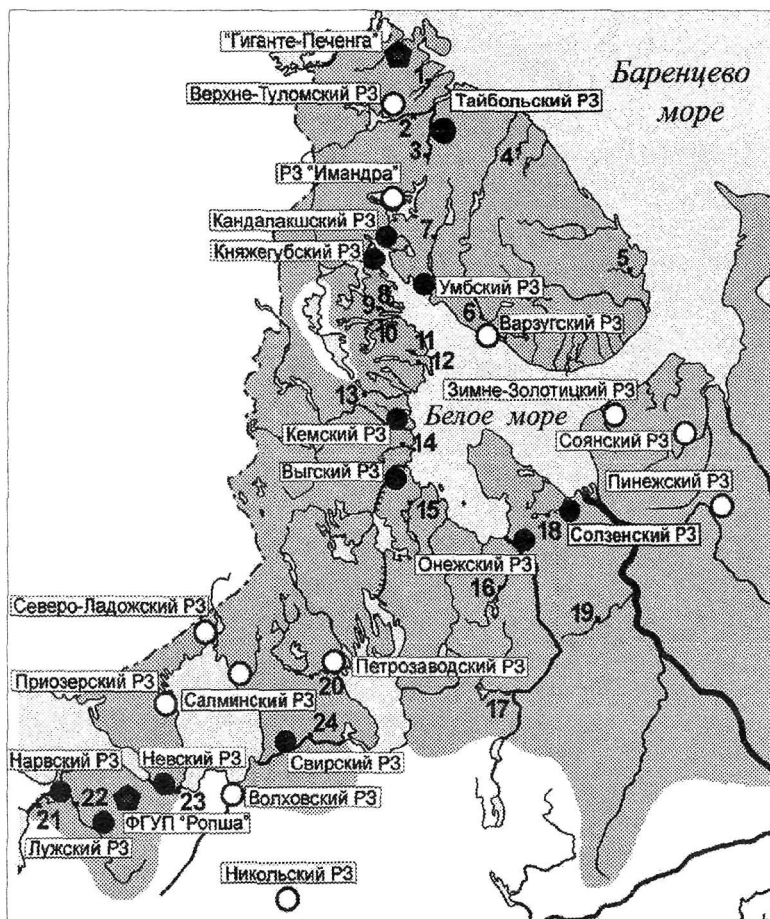 "Гиганте-Печенга"
1
Баренцево
море
Верхне-Туломский РЗ
Тайбольский РЗ
2
3
4
РЗ "Имандра"
Кандалакшский РЗ
7
Княжегубский РЗ
5
Умбский РЗ
8
9
6
10
Варзугский РЗ
11
12
Зимне-Золотицкий РЗ
13
Белое море
Кемский РЗ
Соянский РЗ
14
Выгский РЗ
Пинежский РЗ
15
18
Солзенский РЗ
Онежский РЗ
16
19
Северо-Ладожский РЗ
Петрозаводский РЗ
20
Приозерский РЗ
Салминский РЗ
17
24
Нарвский РЗ
Невский РЗ
Свирский РЗ
22
23
Волховский РЗ
21
ФГУП "Ропша"
Лужский РЗ
Никольский РЗ